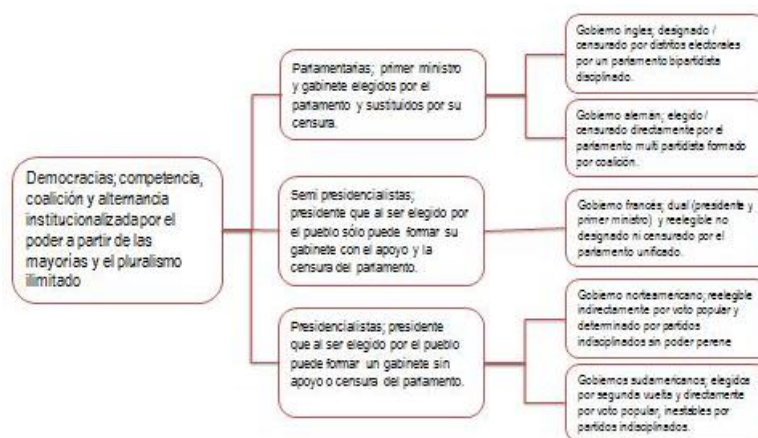 Democracias; competencia,
coalición y alternancia
institucionalizada por el
poder a partir de las
mayorías y el pluralismo
ilimitado
Parlamentarias; primer ministro
y gabinete elegidos por el
parlamento y sustituidos por su
censura.
Gobierno ingles; designado /
censurado por distritos electorales
por un parlamento bipartidista
disciplinado.
Gobierno alemán; elegido /
censurado directamente por el
parlamento multi partidista formado
por coalición.
Semi presidencialistas;
presidente que al ser elegido por
el pueblo sólo puede formar su
gabinete con el apoyo y la
censura del parlamento.
Gobierno francés; dual (presidente y
primer ministro) y reelegible no
designado ni censurado por el
parlamento unificado.
Presidencialistas; presidente
que al ser elegido por el pueblo
puede formar un gabinete sin
apoyo o censura del parlamento.
Gobierno norteamericano; reelegible
indirectamente por voto popular y
determinado por partidos
indisciplinados sin poder perene
Gobiernos sudamericanos; elegidos
por segunda vuelta y directamente
por voto popular, inestables por
partidos indisciplinados.